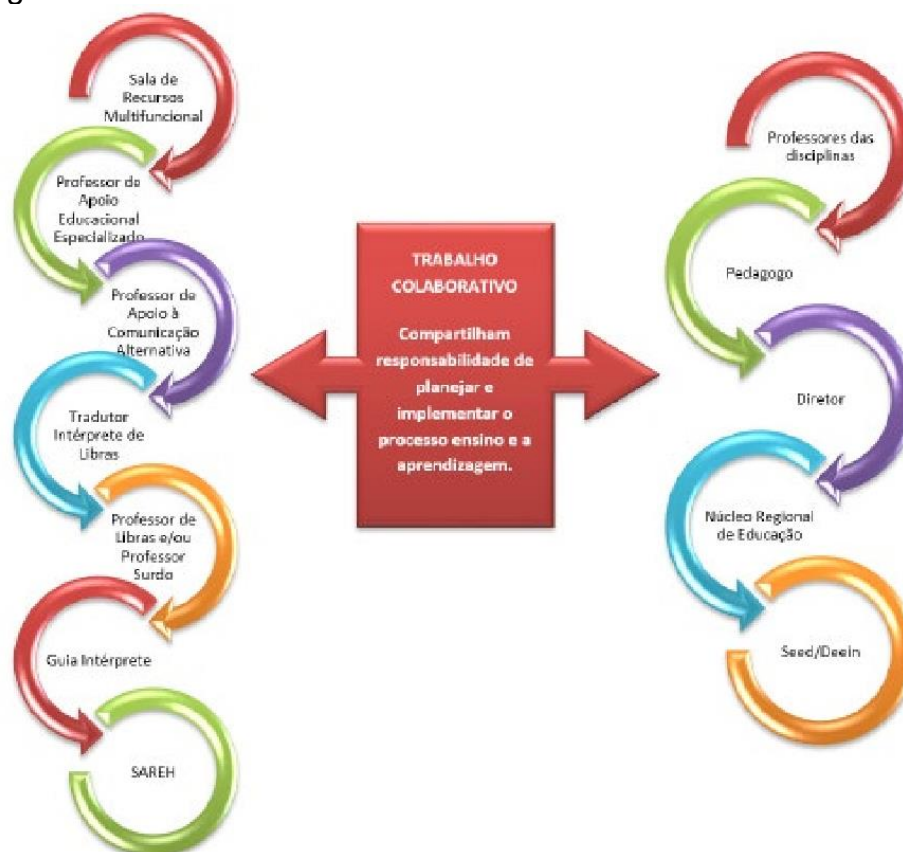 Sala de
Recursos
Multifuncional
Professor de
Apoio
Educacional
Especializado
Professor de
Apoio à
Comunicação
Alternativa
Tradutor
Intérprete de
Libras
Professor de
Libras e/ou
Professor
Surdo
Guia Intérprete
SAREH
TRABALHO
COLABORATIVO
Compartilham
responsabilidade de
planejar e
implementar o
processo ensino e a
aprendizagem.
Professores das
disciplinas
Pedagogo
Diretor
Núcleo Regional
de Educação
Seed/Deein